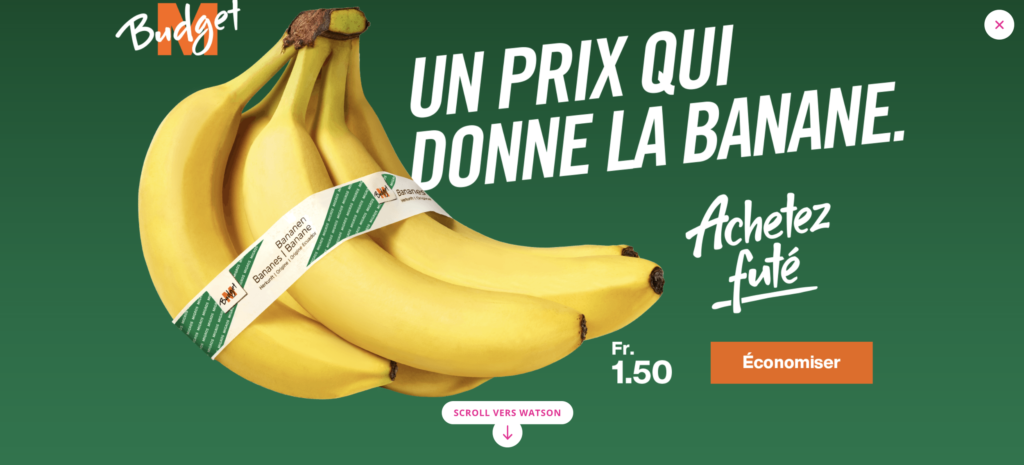 M
Budget
UN PRIX QUI
DONNE LA BANANE.
Bananen
Bananes | Banane
Achetez
futé
Fr.
1.50
Économiser
SCROLL VERS WATSON